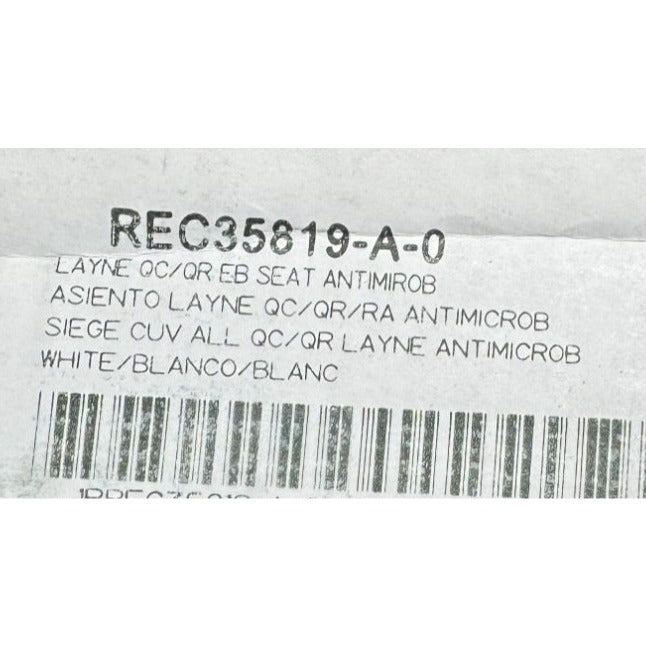 REC35819-A-0
LAYNE QC/QR EB SEAT ANTIMIROB
ASIENTO LAYNE QC/QR/RA ANTIMICROB
SIEGE CUV ALL QC/QR LAYNE ANTIMICROB
WHITE/BLANCO/BLANC